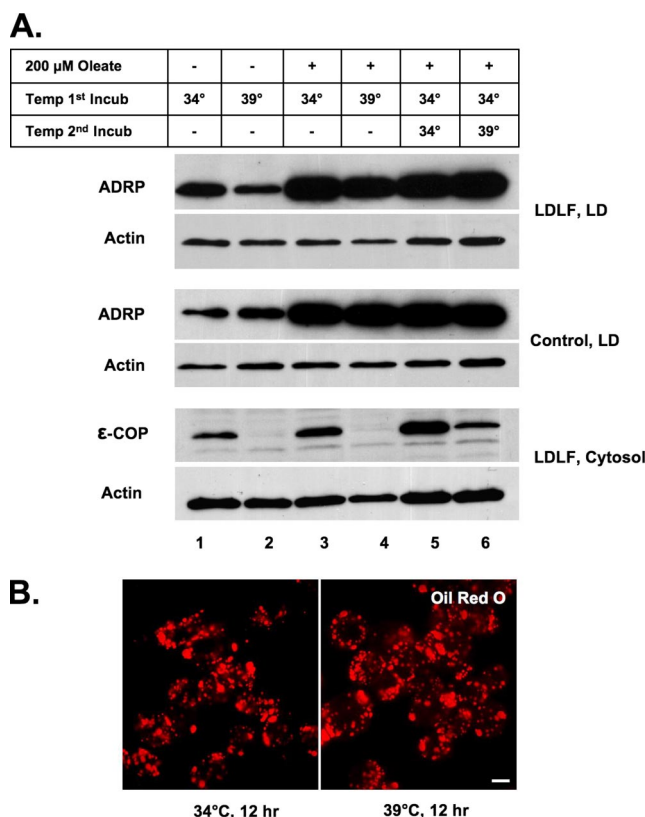 A.
200 µM Oleate - - + + + +
Temp 1st Incub 34° 39° 34° 39° 34° 34°
Temp 2nd Incub - - - - 34° 39°
ADRP
LDLF, LD
Actin
ADRP
Control, LD
Actin
ε-COP
LDLF, Cytosol
Actin
1 2 3 4 5 6
B.
Oil Red O
34°C, 12 hr 39°C, 12 hr